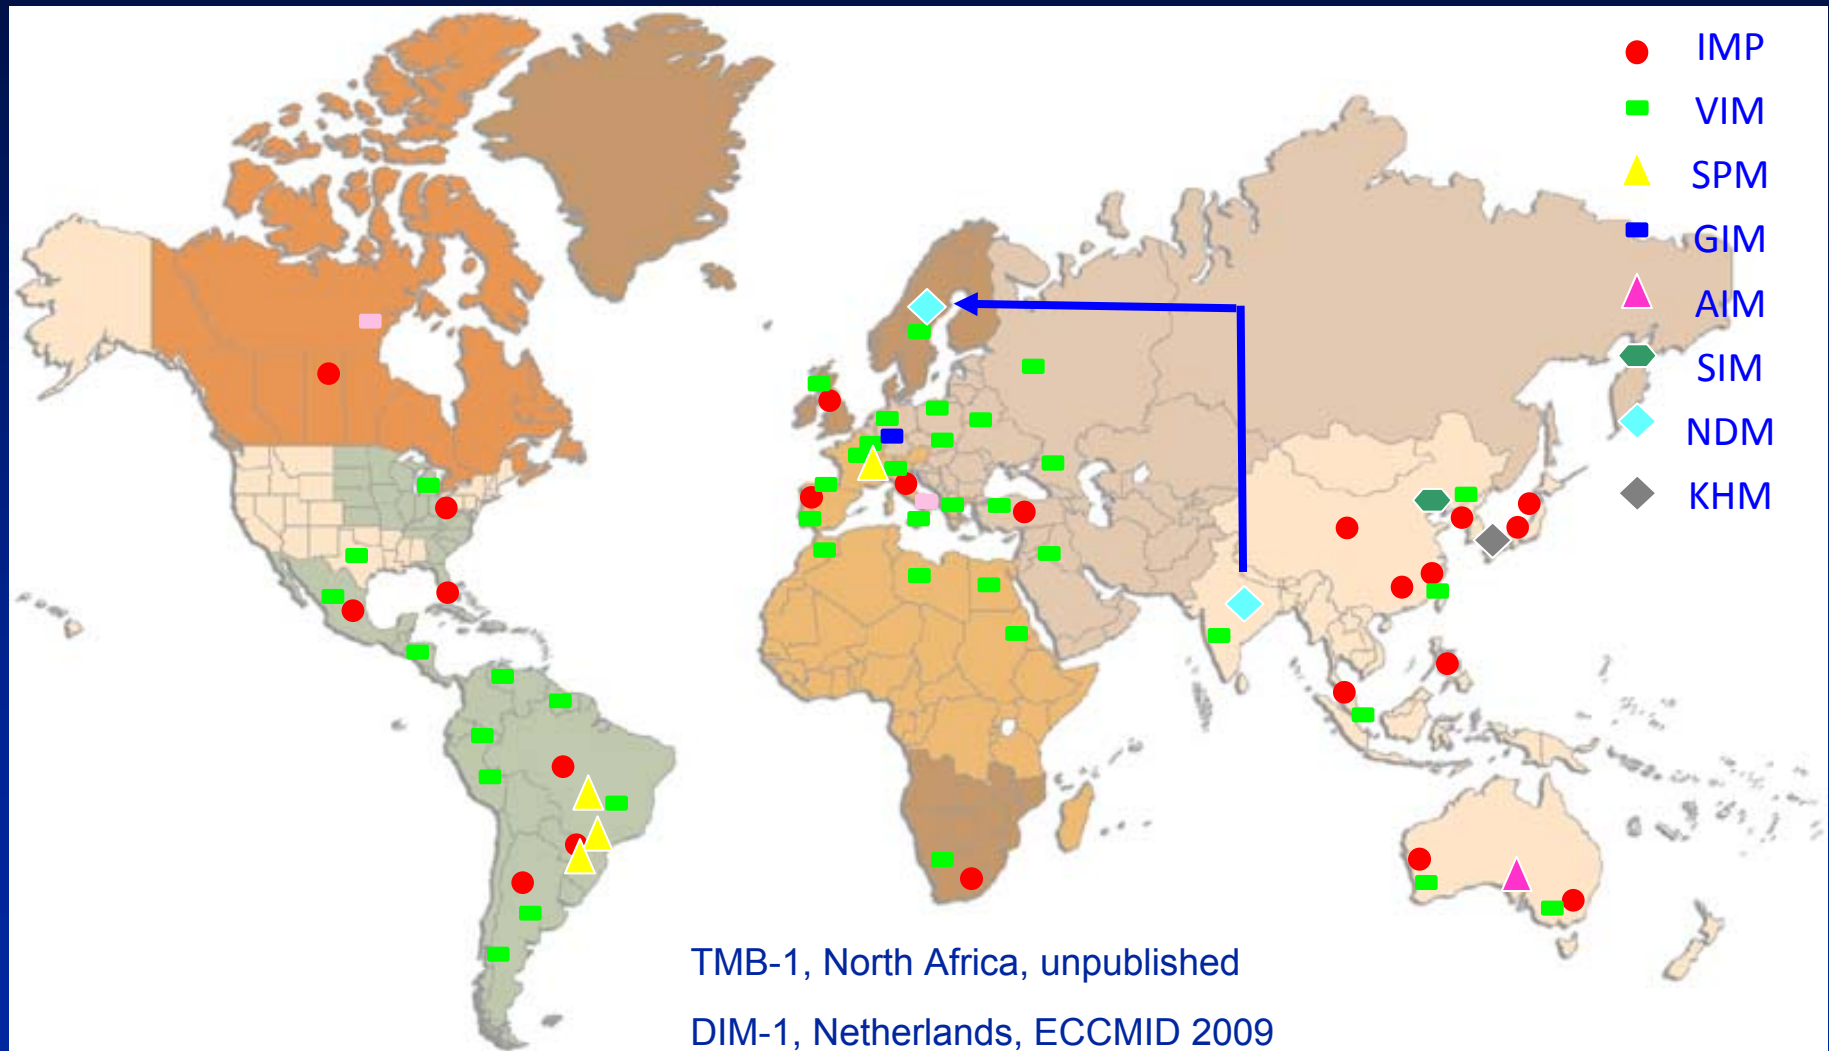 IMP
VIM
SPM
GIM
AIM
SIM
NDM
KHM
TMB-1, North Africa, unpublished
DIM-1, Netherlands, ECCMID 2009